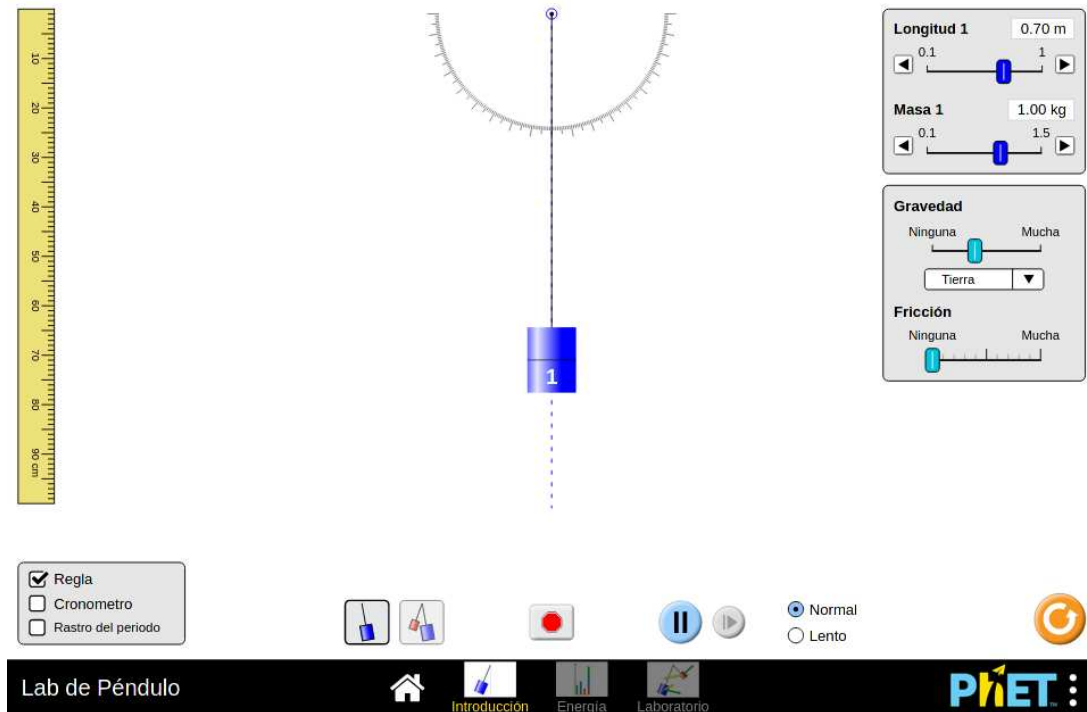 Longitud 1 0.70 m
0.1 1
Masa 1 1.00 kg
0.1 1.5
Gravedad
Ninguna Mucha
Tierra
Fricción
Ninguna Mucha
10
20
30
40
50
60
70
80
90 cm
1
Regla
Cronometro
Rastro del periodo
Normal
Lento
Lab de Péndulo
Introducción Energía Laboratorio
PhET